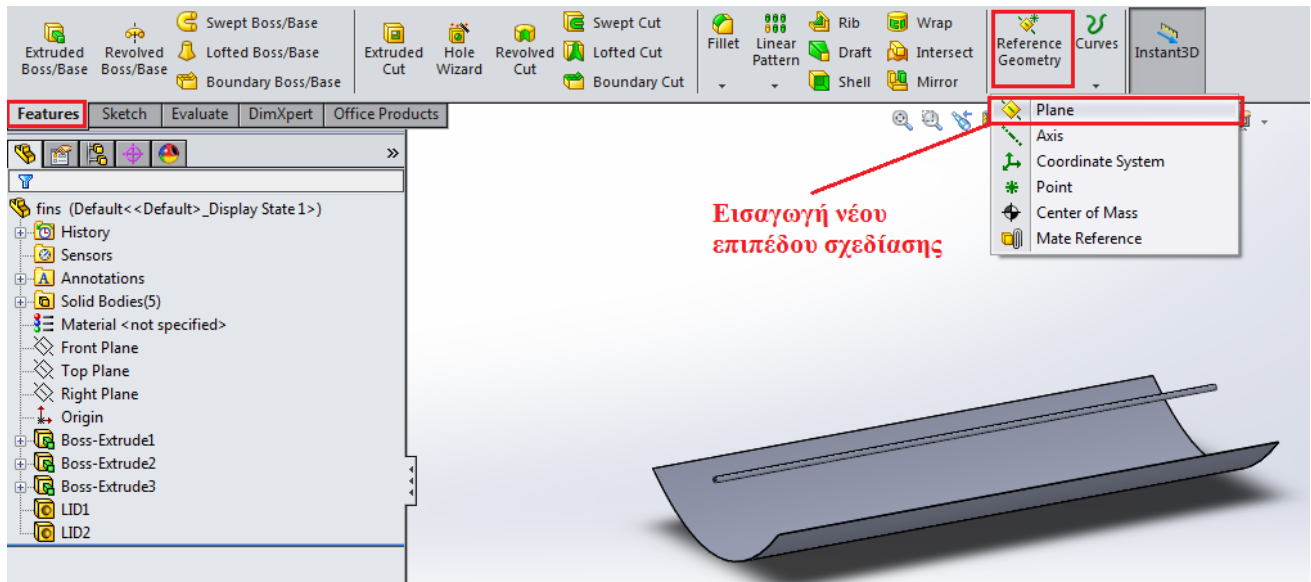 Extruded Boss/Base
Revolved Boss/Base
Swept Boss/Base
Lofted Boss/Base
Boundary Boss/Base
Extruded Cut
Hole Wizard
Revolved Cut
Swept Cut
Lofted Cut
Boundary Cut
Fillet
Linear Pattern
Rib
Draft
Shell
Wrap
Intersect
Mirror
Reference Geometry
Curves
Instant3D
Features
Sketch
Evaluate
DimXpert
Office Products
Plane
Axis
Coordinate System
Point
Center of Mass
Mate Reference
fins (Default<<Default>_Display State 1>)
History
Sensors
Annotations
Solid Bodies(5)
Material <not specified>
Front Plane
Top Plane
Right Plane
Origin
Boss-Extrude1
Boss-Extrude2
Boss-Extrude3
LID1
LID2
Εισαγωγή νέου
επιπέδου σχεδίασης